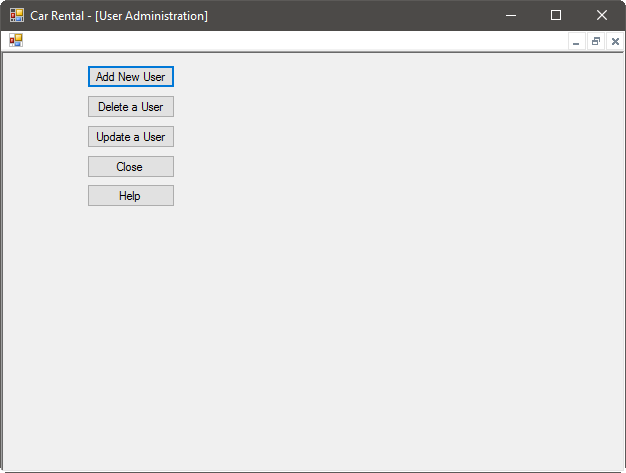 Car Rental - [User Administration]
Add New User
Delete a User
Update a User
Close
Help